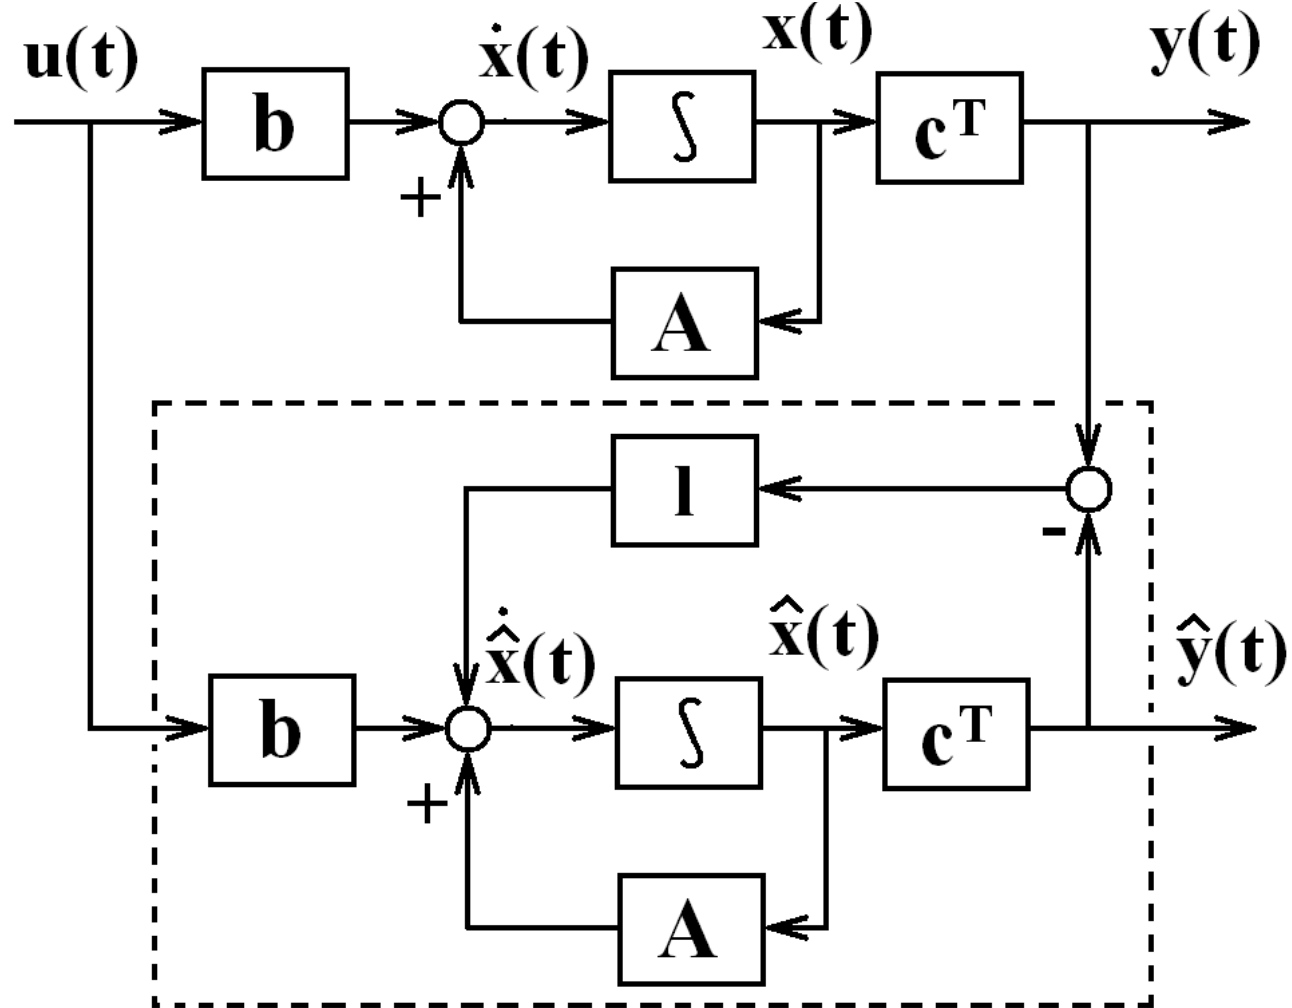 u(t) ẋ(t) x(t) y(t)
b ∫ cᵀ
+
A
l
-
x̂̇(t) x̂(t) ŷ(t)
b ∫ cᵀ
+
A